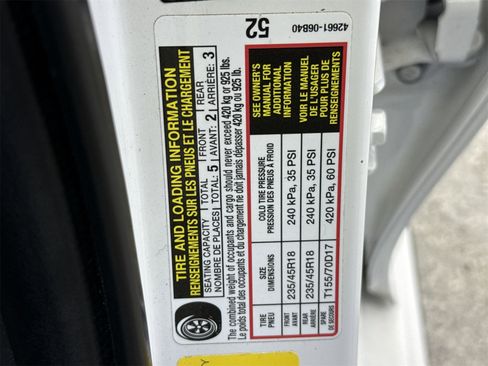 42661-06B40
52
TIRE AND LOADING INFORMATION
RENSEIGNEMENTS SUR LES PNEUS ET LE CHARGEMENT
SEATING CAPACITY TOTAL FRONT REAR
NOMBRE DE PLACES TOTAL 5 AVANT: 2 ARRIÈRE: 3
The combined weight of occupants and cargo should never exceed 420 kg or 925 lbs.
Le poids total des occupants et du chargement ne doit jamais dépasser 420 kg ou 925 lb.
TIRE SIZE COLD TIRE PRESSURE
PNEU DIMENSIONS PRESSION DES PNEUS À FROID
FRONT 235/45R18 240 kPa, 35 PSI
AVANT
REAR 235/45R18 240 kPa, 35 PSI
ARRIÈRE
SPARE T155/70D17 420 kPa, 60 PSI
DE SECOURS
SEE OWNER'S
MANUAL FOR
ADDITIONAL
INFORMATION
VOIR LE MANUEL
DE L'USAGER
POUR PLUS DE
RENSEIGNEMENTS